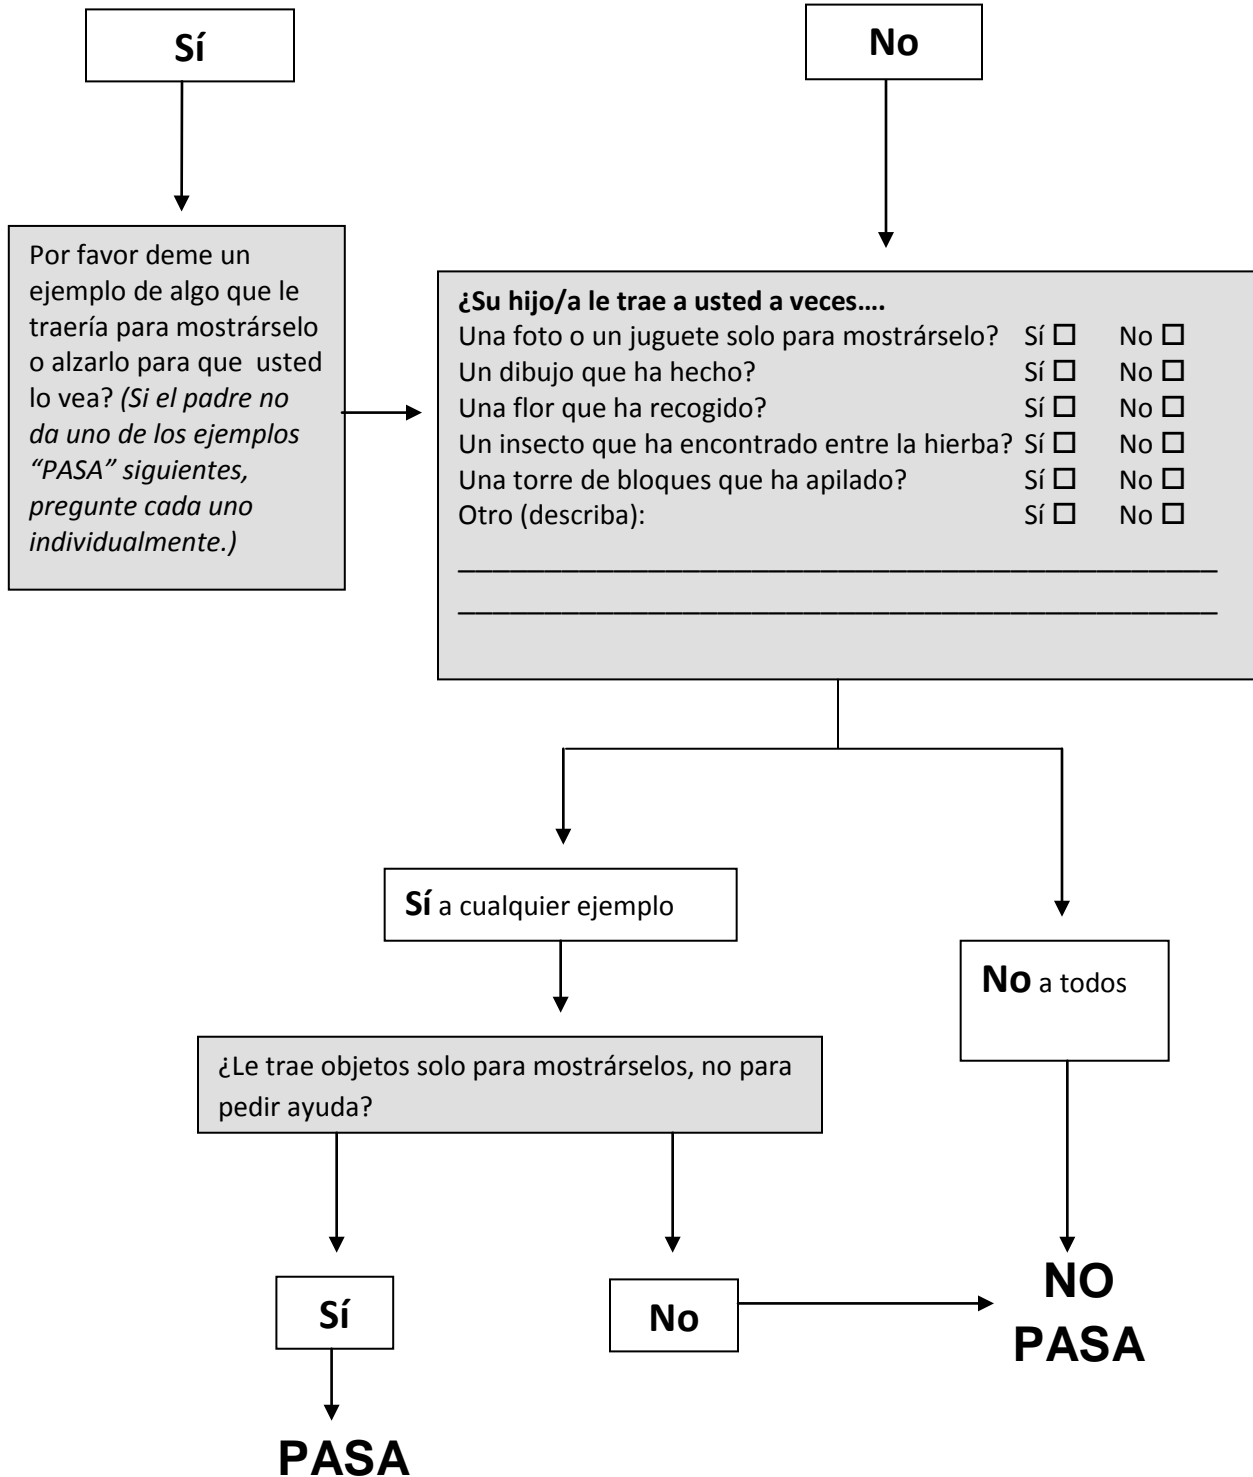 Sí
No
Por favor deme un
ejemplo de algo que le
traería para mostrárselo
o alzarlo para que usted
lo vea? (Si el padre no
da uno de los ejemplos
“PASA” siguientes,
pregunte cada uno
individualmente.)
¿Su hijo/a le trae a usted a veces….
Una foto o un juguete solo para mostrárselo? Sí ☐ No ☐
Un dibujo que ha hecho? Sí ☐ No ☐
Una flor que ha recogido? Sí ☐ No ☐
Un insecto que ha encontrado entre la hierba? Sí ☐ No ☐
Una torre de bloques que ha apilado? Sí ☐ No ☐
Otro (describa): Sí ☐ No ☐
Sí a cualquier ejemplo
No a todos
¿Le trae objetos solo para mostrárselos, no para
pedir ayuda?
Sí
No
NO
PASA
PASA